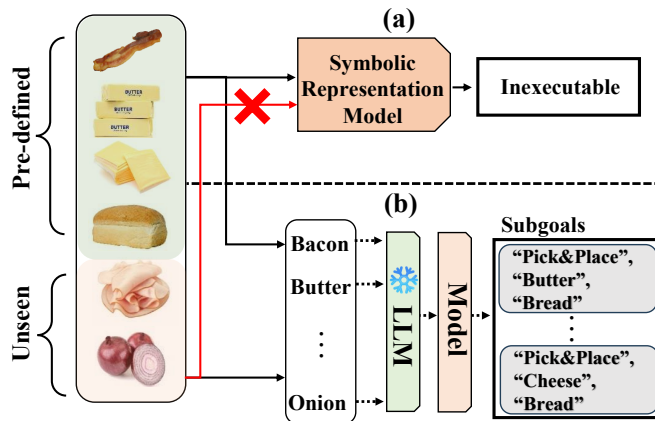 (a)
Pre-defined
BUTTER
BUTTER
BUTTER
Symbolic
Representation
Model
Inexecutable
(b)
Unseen
Bacon
Butter
Onion
LLM
Model
Subgoals
“Pick&Place”,
“Butter”,
“Bread”
“Pick&Place”,
“Cheese”,
“Bread”